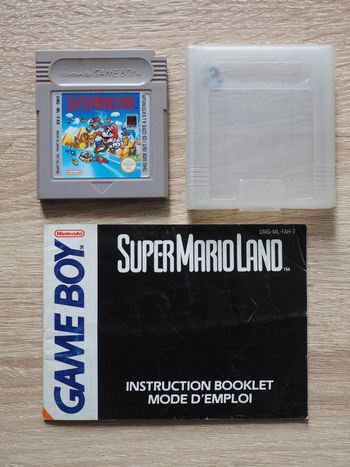 Nintendo GAME BOY
SUPER MARIO LAND
THIS SIDE OUT / CE CÔTÉ À L'EXTÉRIEUR
Nintendo
GAME BOY
DMG-ML-FAH-7
SUPER MARIO LAND
TM
INSTRUCTION BOOKLET
MODE D'EMPLOI